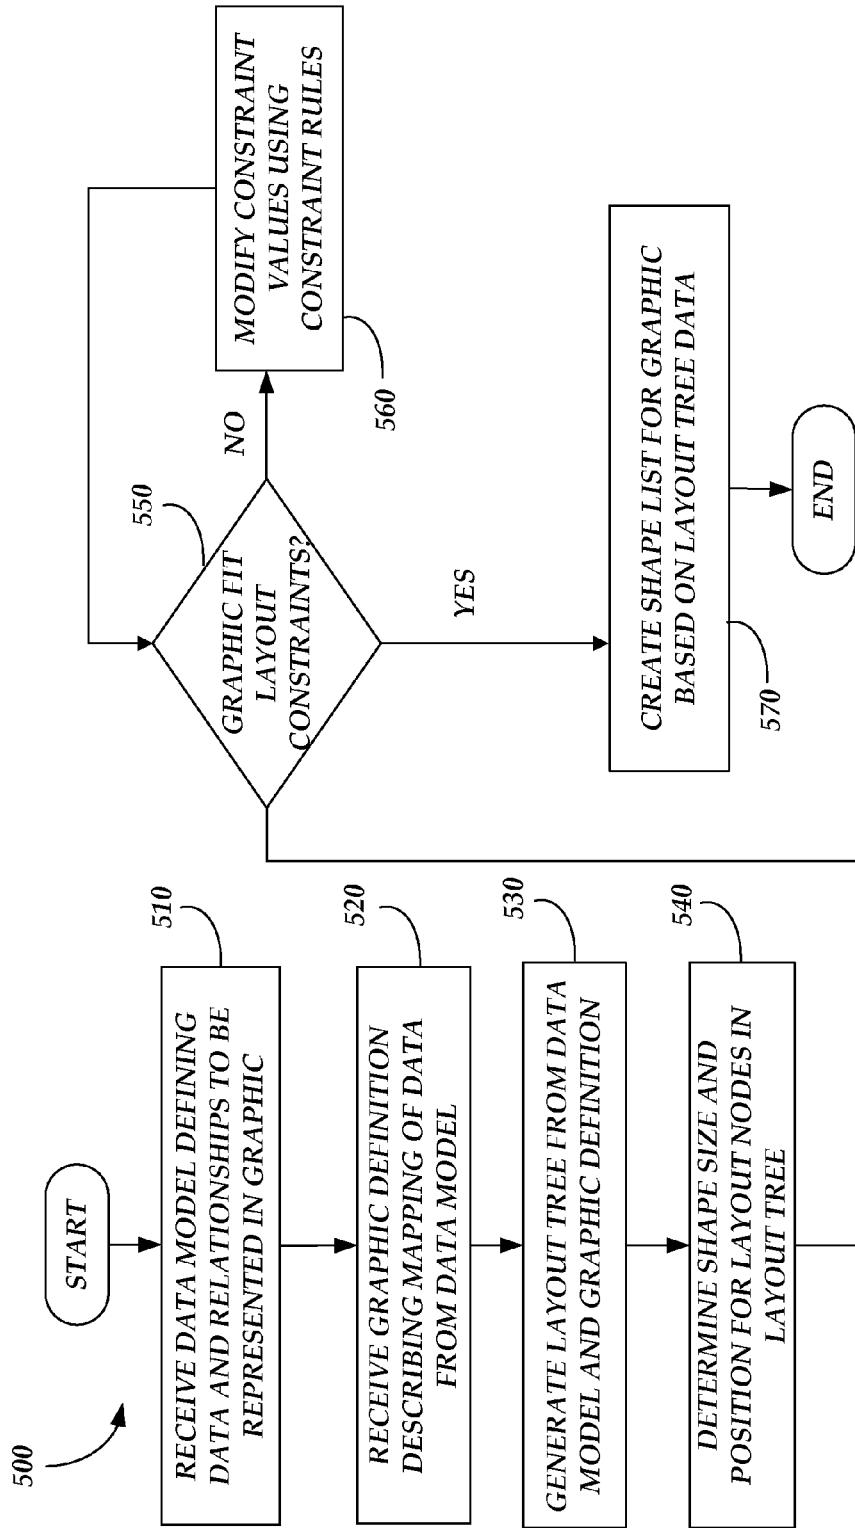 500
START
RECEIVE DATA MODEL DEFINING
DATA AND RELATIONSHIPS TO BE
REPRESENTED IN GRAPHIC
510
RECEIVE GRAPHIC DEFINITION
DESCRIBING MAPPING OF DATA
FROM DATA MODEL
520
GENERATE LAYOUT TREE FROM DATA
MODEL AND GRAPHIC DEFINITION
530
DETERMINE SHAPE SIZE AND
POSITION FOR LAYOUT NODES IN
LAYOUT TREE
540
GRAPHIC FIT
LAYOUT
CONSTRAINTS?
550
NO
MODIFY CONSTRAINT
VALUES USING
CONSTRAINT RULES
560
YES
CREATE SHAPE LIST FOR GRAPHIC
BASED ON LAYOUT TREE DATA
570
END